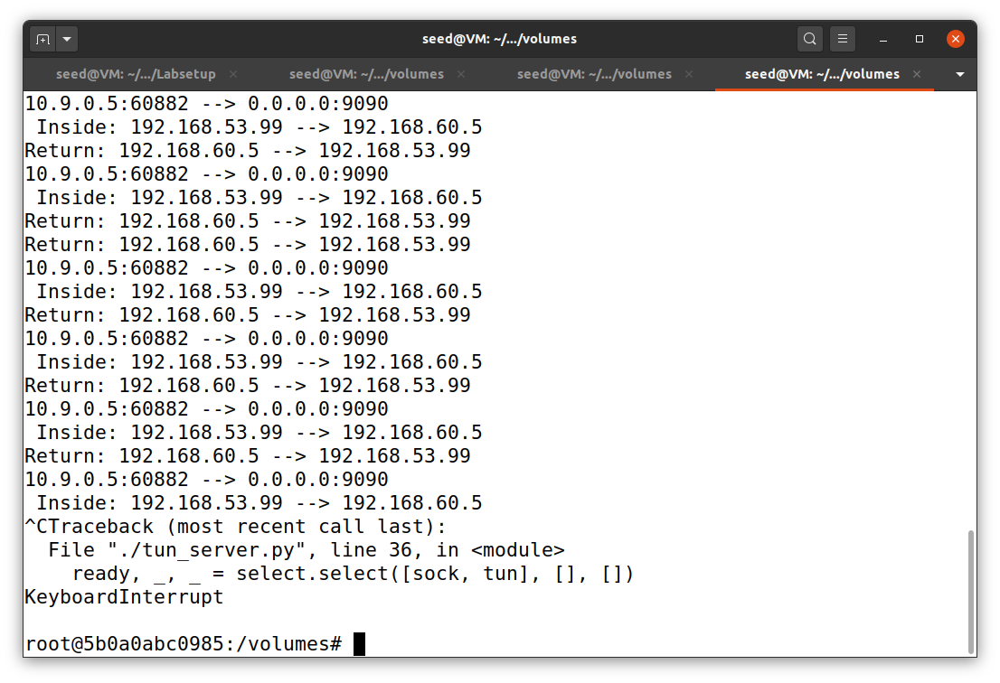 seed@VM: ~/.../volumes
seed@VM: ~/.../Labsetup
seed@VM: ~/.../volumes
seed@VM: ~/.../volumes
seed@VM: ~/.../volumes
10.9.0.5:60882 --> 0.0.0.0:9090
 Inside: 192.168.53.99 --> 192.168.60.5
Return: 192.168.60.5 --> 192.168.53.99
10.9.0.5:60882 --> 0.0.0.0:9090
 Inside: 192.168.53.99 --> 192.168.60.5
Return: 192.168.60.5 --> 192.168.53.99
Return: 192.168.60.5 --> 192.168.53.99
10.9.0.5:60882 --> 0.0.0.0:9090
 Inside: 192.168.53.99 --> 192.168.60.5
Return: 192.168.60.5 --> 192.168.53.99
10.9.0.5:60882 --> 0.0.0.0:9090
 Inside: 192.168.53.99 --> 192.168.60.5
Return: 192.168.60.5 --> 192.168.53.99
10.9.0.5:60882 --> 0.0.0.0:9090
 Inside: 192.168.53.99 --> 192.168.60.5
Return: 192.168.60.5 --> 192.168.53.99
10.9.0.5:60882 --> 0.0.0.0:9090
 Inside: 192.168.53.99 --> 192.168.60.5
^CTraceback (most recent call last):
  File "./tun_server.py", line 36, in <module>
    ready, _, _ = select.select([sock, tun], [], [])
KeyboardInterrupt
root@5b0a0abc0985:/volumes#